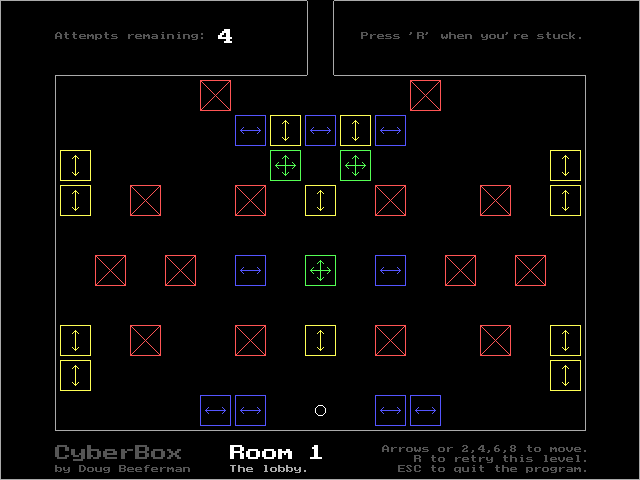 Attempts remaining: 4
Press 'R' when you're stuck.
CyberBox
by Doug Beeferman
Room 1
The lobby.
Arrows or 2,4,6,8 to move.
R to retry this level.
ESC to quit the program.